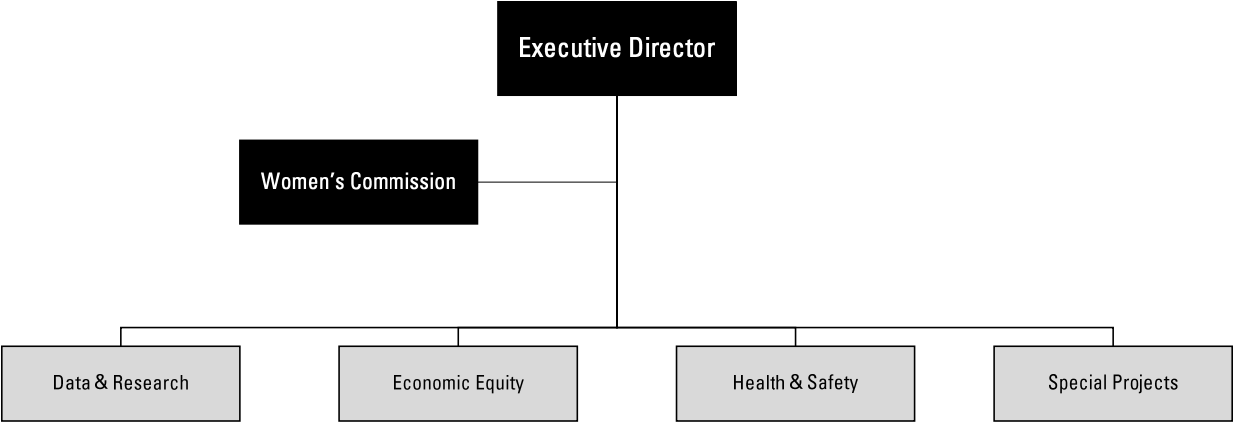 Executive Director
Women’s Commission
Data & Research
Economic Equity
Health & Safety
Special Projects